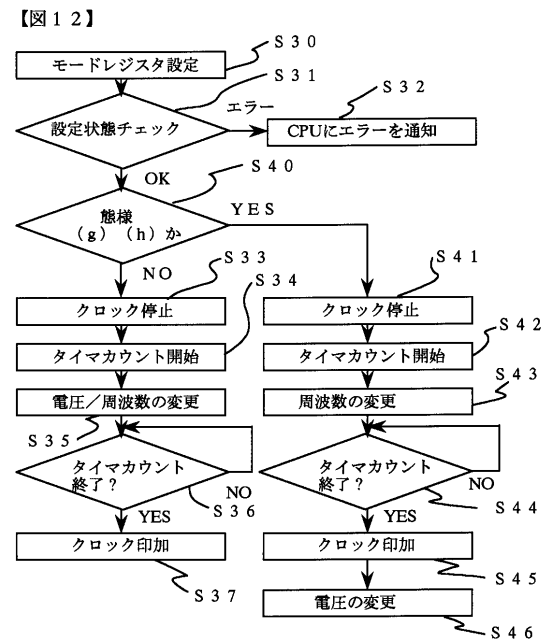 【図１２】
Ｓ３０
モードレジスタ設定
Ｓ３１
設定状態チェック
エラー
Ｓ３２
CPUにエラーを通知
OK
Ｓ４０
態様
（ｇ）（ｈ）か
ＹＥＳ
NO
Ｓ３３
クロック停止
Ｓ３４
タイマカウント開始
電圧／周波数の変更
Ｓ３５
タイマカウント
終了？
NO
Ｓ３６
YES
クロック印加
Ｓ３７
Ｓ４１
クロック停止
Ｓ４２
タイマカウント開始
Ｓ４３
周波数の変更
タイマカウント
終了？
NO
Ｓ４４
YES
クロック印加
Ｓ４５
電圧の変更
Ｓ４６